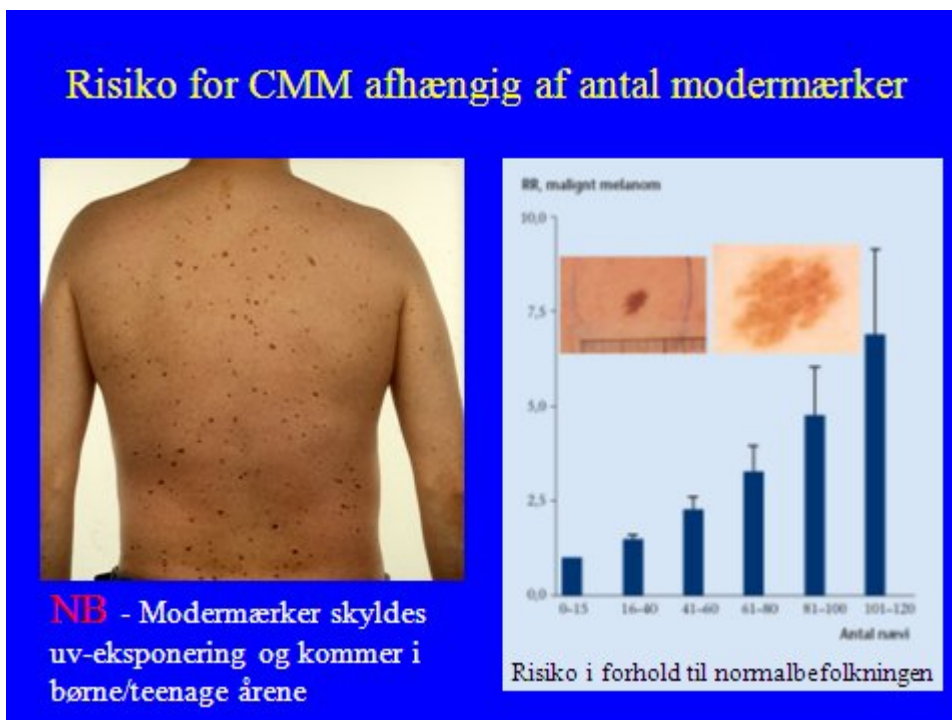 Risiko for CMM afhængig af antal modermærker
NB - Modermærker skyldes
uv-eksponering og kommer i
børne/teenage årene
RR, malignt melanom
10,0
7,5
5,0
2,5
0,0
0-15 16-40 41-60 61-80 81-100 101-120
Antal nævi
Risiko i forhold til normalbefolkningen